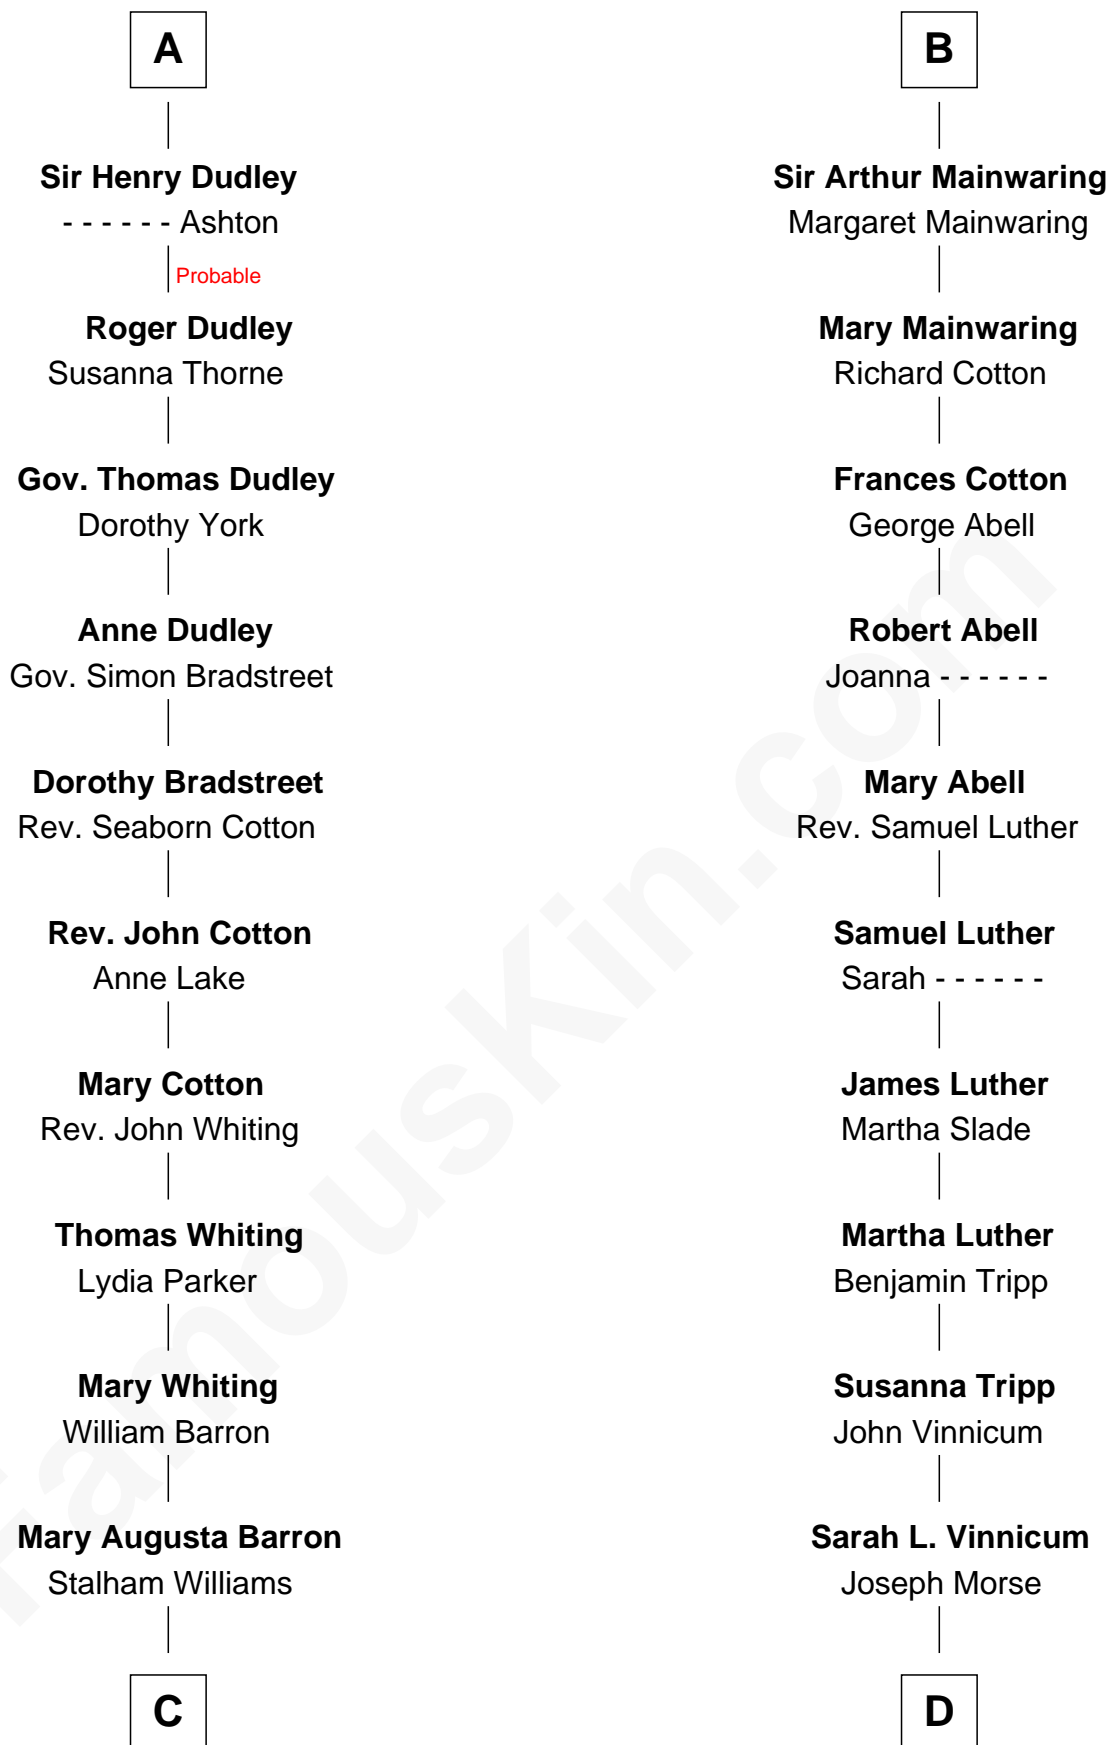 A
Sir Henry Dudley
- - - - - - Ashton
Probable
Roger Dudley
Susanna Thorne
Gov. Thomas Dudley
Dorothy York
Anne Dudley
Gov. Simon Bradstreet
Dorothy Bradstreet
Rev. Seaborn Cotton
Rev. John Cotton
Anne Lake
Mary Cotton
Rev. John Whiting
Thomas Whiting
Lydia Parker
Mary Whiting
William Barron
Mary Augusta Barron
Stalham Williams
C
B
Sir Arthur Mainwaring
Margaret Mainwaring
Mary Mainwaring
Richard Cotton
Frances Cotton
George Abell
Robert Abell
Joanna - - - - - -
Mary Abell
Rev. Samuel Luther
Samuel Luther
Sarah - - - - - -
James Luther
Martha Slade
Martha Luther
Benjamin Tripp
Susanna Tripp
John Vinnicum
Sarah L. Vinnicum
Joseph Morse
D
FamousKin.com